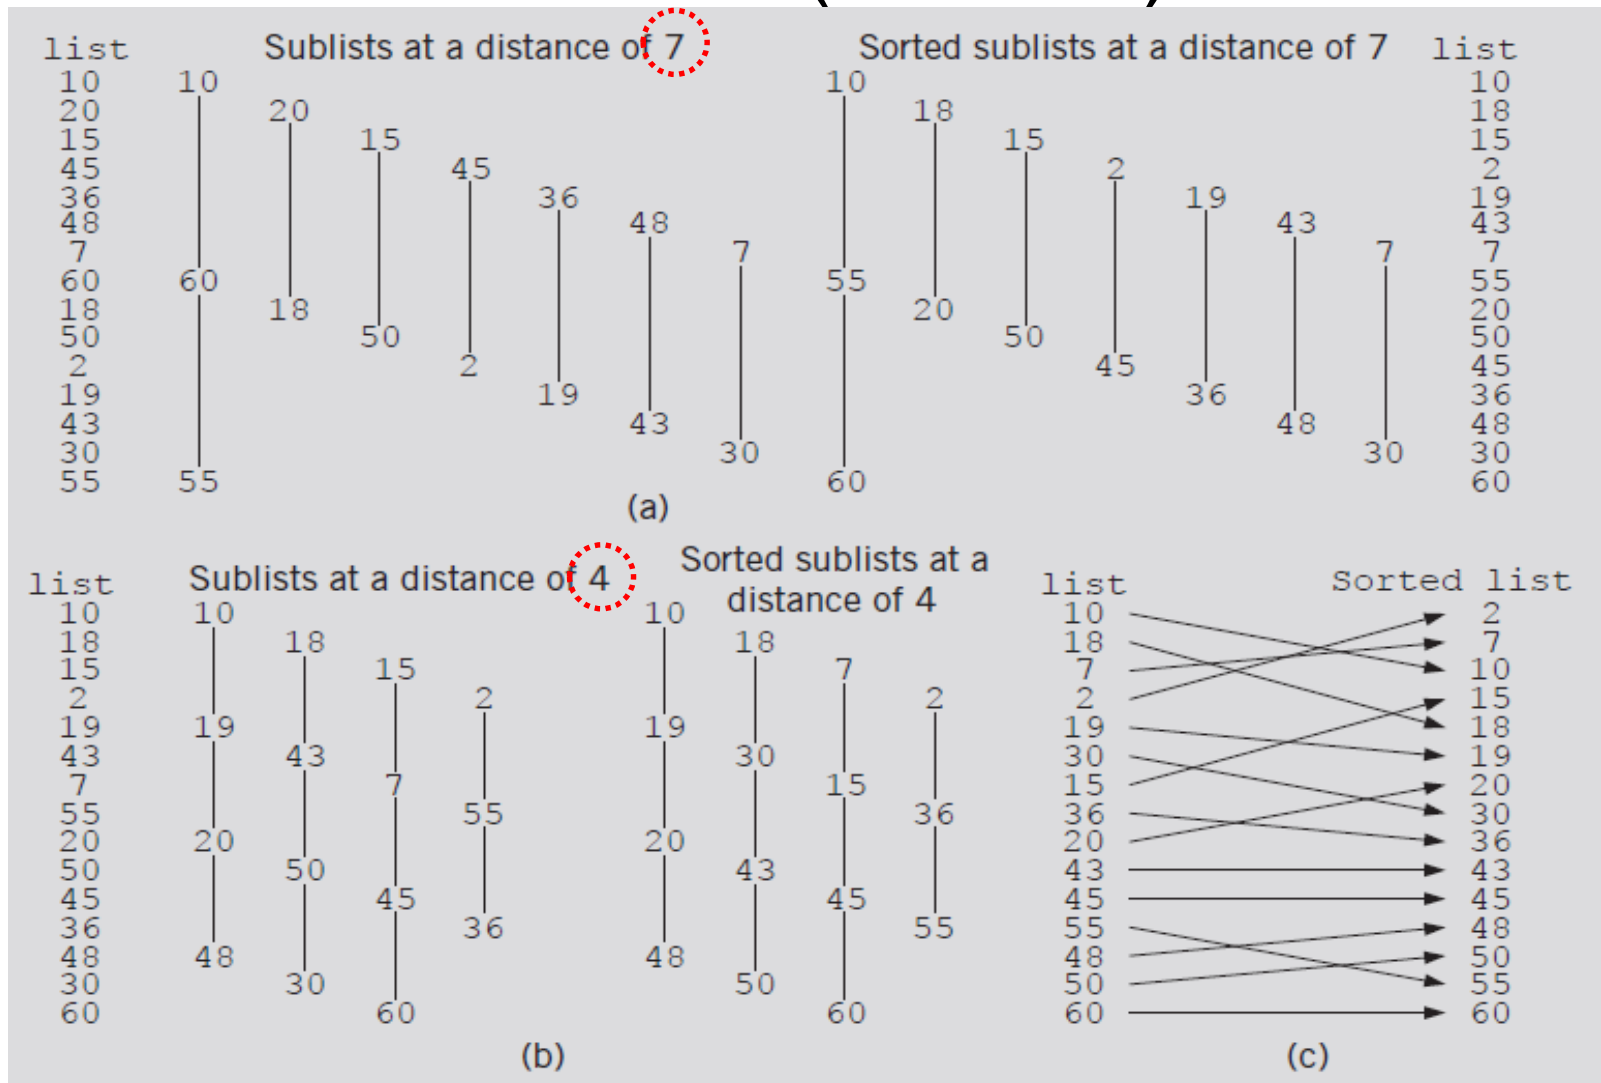 list Sublists at a distance of 7 Sorted sublists at a distance of 7 list
10 10 10 10
20 20 18 18
15 15 15 15
45 45 2 2
36 36 19 19
48 48 43 43
7 7 7 7
60 60 55 55
18 18 20 20
50 50 50 50
2 2 45 45
19 19 36 36
43 43 48 48
30 30 30 30
55 55 60 60
(a)
Sorted sublists at a
list Sublists at a distance of 4 distance of 4 list Sorted list
10 10 10 10 2
18 18 18 18 7
15 15 7 7 10
2 2 2 2 15
19 19 19 19 18
43 43 30 30 19
7 7 15 15 20
55 55 36 36 30
20 20 20 20 36
50 50 43 43 43
45 45 45 45 45
36 36 55 55 48
48 48 48 48 50
30 30 50 50 55
60 60 60 60 60
(b) (c)